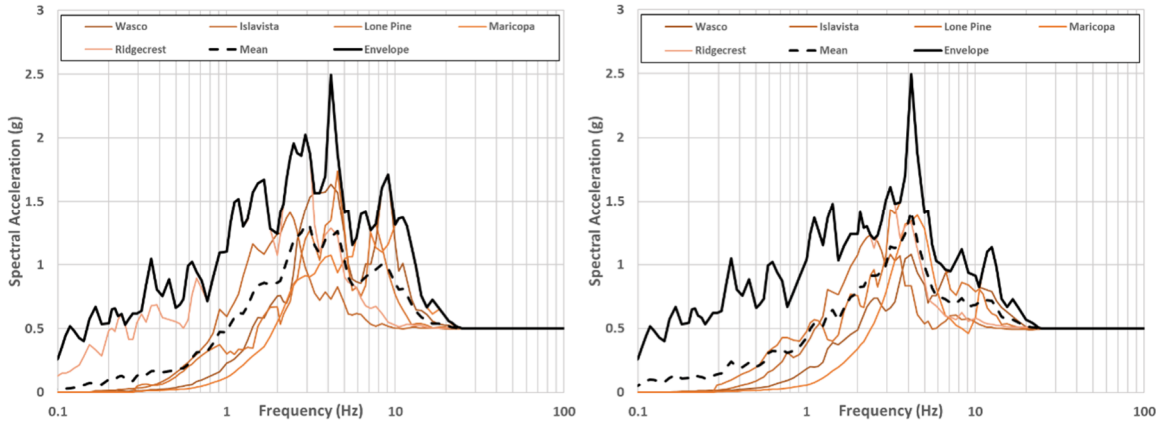 Wasco Islavista Lone Pine Maricopa
Ridgecrest Mean Envelope
Spectral Acceleration (g)
3
2.5
2
1.5
1
0.5
0
0.1 1 10 100
Frequency (Hz)
Wasco Islavista Lone Pine Maricopa
Ridgecrest Mean Envelope
Spectral Acceleration (g)
3
2.5
2
1.5
1
0.5
0
0.1 1 10 100
Frequency (Hz)